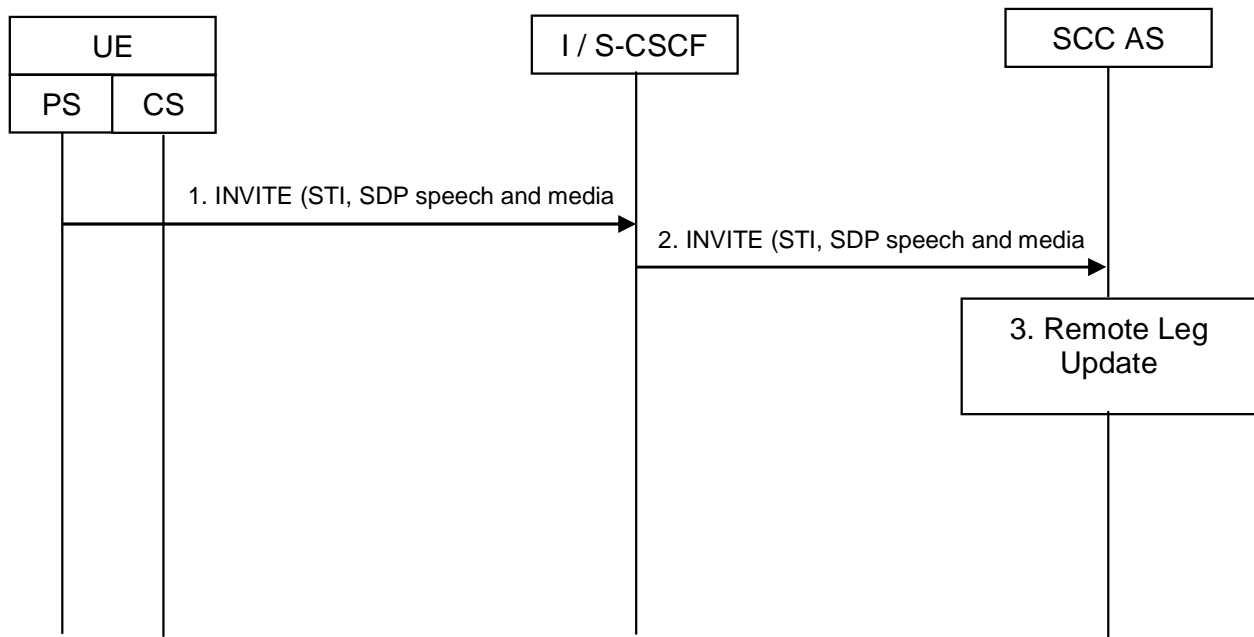 UE
I / S-CSCF
SCC AS
PS
CS
1. INVITE (STI, SDP speech and media
2. INVITE (STI, SDP speech and media
3. Remote Leg
Update